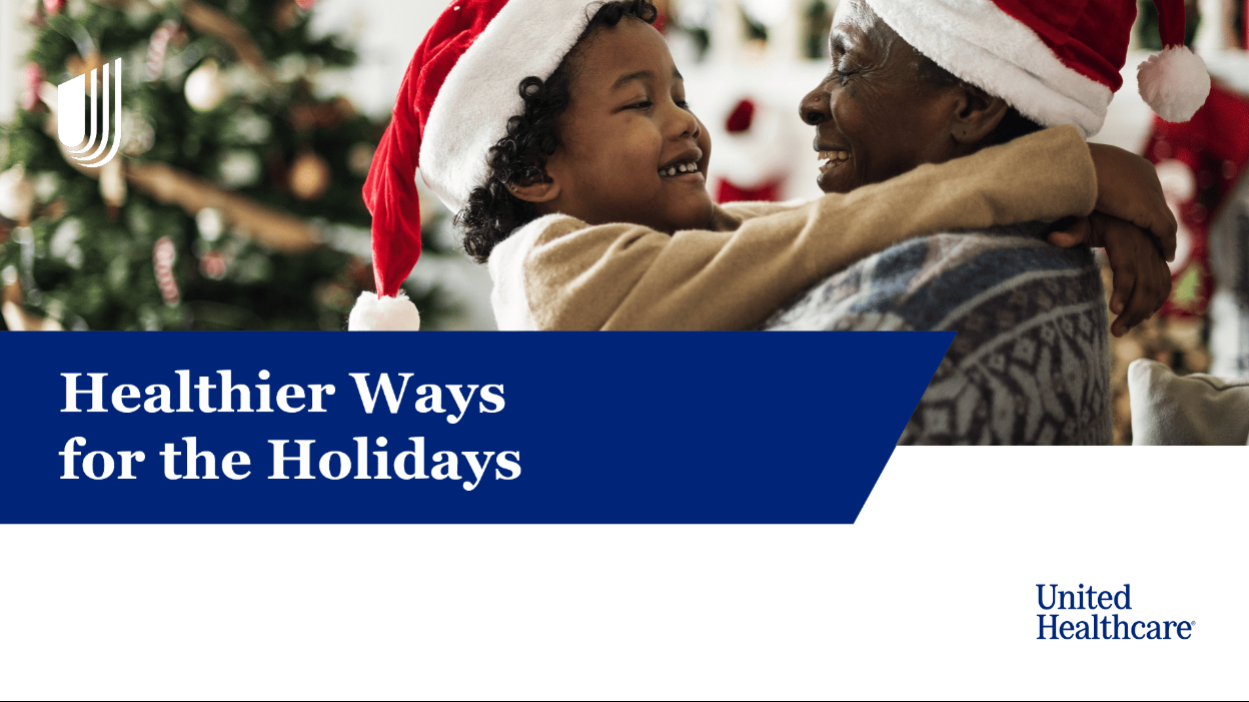 Healthier Ways
for the Holidays
United
Healthcare®